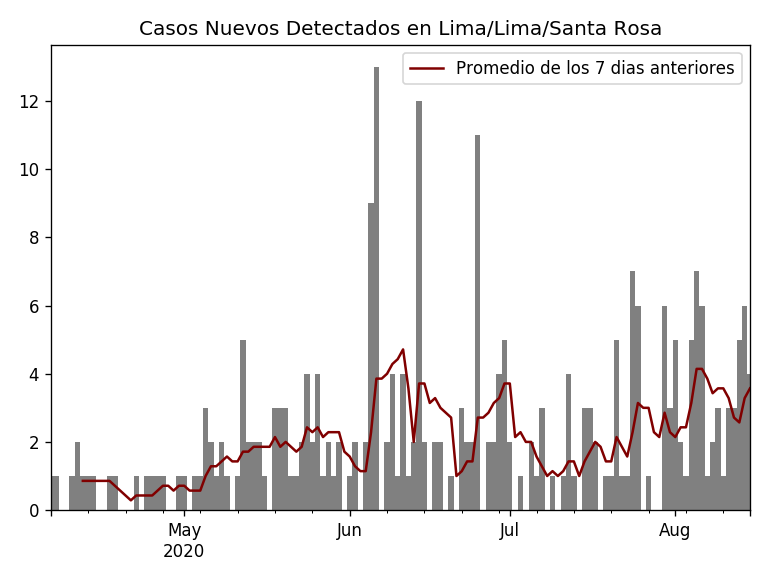 Casos Nuevos Detectados en Lima/Lima/Santa Rosa
Promedio de los 7 dias anteriores
12
10
8
6
4
2
0
May
2020
Jun
Jul
Aug